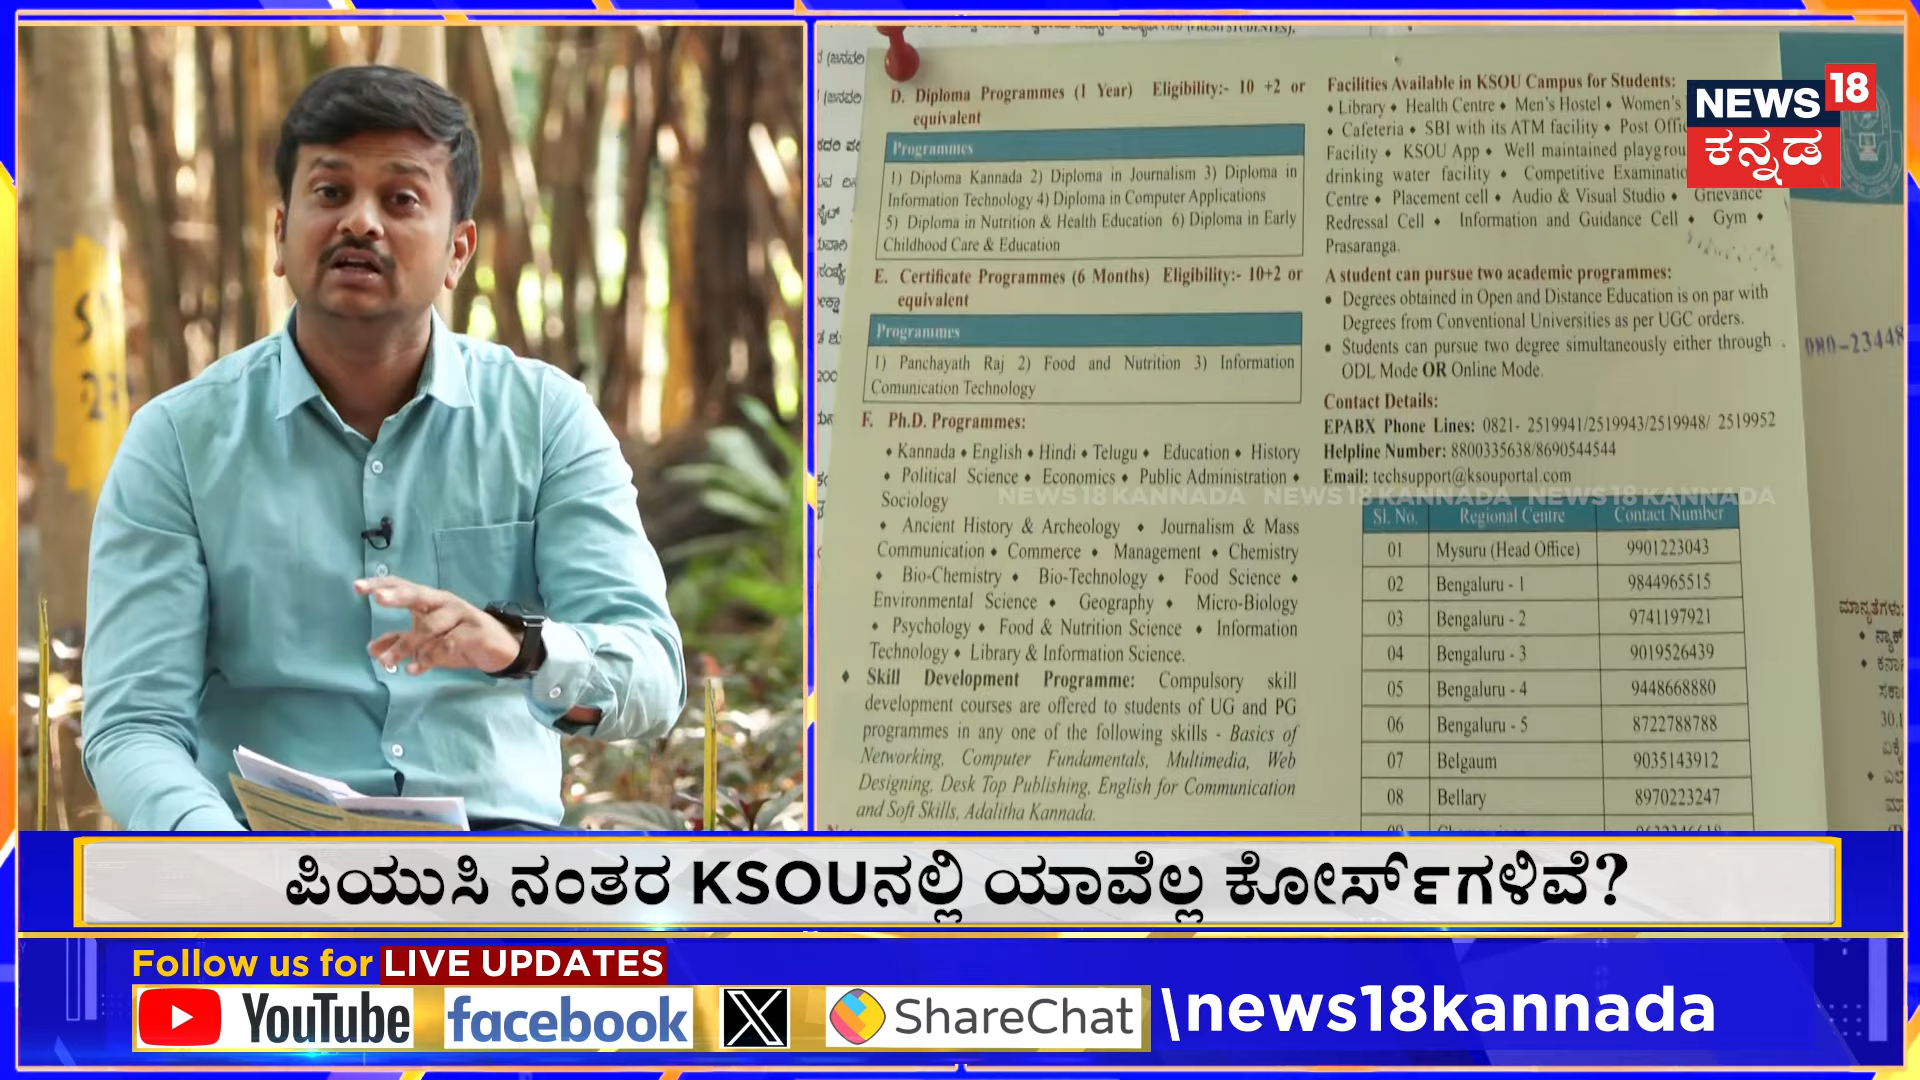 D. Diploma Programmes (1 Year) Eligibility:- 10 +2 or
equivalent
Programmes
1) Diploma Kannada 2) Diploma in Journalism 3) Diploma in
Information Technology 4) Diploma in Computer Applications
5) Diploma in Nutrition & Health Education 6) Diploma in Early
Childhood Care & Education
E. Certificate Programmes (6 Months) Eligibility:- 10+2 or
equivalent
Programmes
1) Panchayath Raj 2) Food and Nutrition 3) Information
Comunication Technology
F. Ph.D. Programmes:
♦ Kannada ♦ English ♦ Hindi ♦ Telugu ♦ Education ♦ History
♦ Political Science ♦ Economics ♦ Public Administration ♦
Sociology
♦ Ancient History & Archeology ♦ Journalism & Mass
Communication ♦ Commerce ♦ Management ♦ Chemistry
♦ Bio-Chemistry ♦ Bio-Technology ♦ Food Science ♦
Environmental Science ♦ Geography ♦ Micro-Biology
♦ Psychology ♦ Food & Nutrition Science ♦ Information
Technology ♦ Library & Information Science.
♦ Skill Development Programme: Compulsory skill
development courses are offered to students of UG and PG
programmes in any one of the following skills - Basics of
Networking, Computer Fundamentals, Multimedia, Web
Designing, Desk Top Publishing, English for Communication
and Soft Skills, Adalitha Kannada.
Facilities Available in KSOU Campus for Students:
♦ Library ♦ Health Centre ♦ Men's Hostel ♦ Women's
♦ Cafeteria ♦ SBI with its ATM facility ♦ Post
Facility ♦ KSOU App ♦ Well maintained
drinking water facility ♦ Competitive
Centre ♦ Placement cell ♦ Audio & Visual Studio ♦ Grievance
Redressal Cell ♦ Information and Guidance Cell ♦ Gym ♦
Prasaranga.
A student can pursue two academic programmes:
• Degrees obtained in Open and Distance Education is on par with
Degrees from Conventional Universities as per UGC orders.
• Students can pursue two degree simultaneously either through
ODL Mode OR Online Mode.
Contact Details:
EPABX Phone Lines: 0821- 2519941/2519943/2519948/ 2519952
Helpline Number: 8800335638/8690544544
Email: techsupport@ksouportal.com
NEWS18 KANNADA NEWS18 KANNADA NEWS18 KANNADA
Sl. No. Regional Centre Contact Number
01 Mysuru (Head Office) 9901223043
02 Bengaluru - 1 9844965515
03 Bengaluru - 2 9741197921
04 Bengaluru - 3 9019526439
05 Bengaluru - 4 9448668880
06 Bengaluru - 5 8722788788
07 Belgaum 9035143912
08 Bellary 8970223247
080-23448
NEWS 18
ಕನ್ನಡ
ಪಿಯುಸಿ ನಂತರ KSOUನಲ್ಲಿ ಯಾವೆಲ್ಲ ಕೋರ್ಸ್‌ಗಳಿವೆ?
Follow us for LIVE UPDATES
YouTube facebook X ShareChat \news18kannada